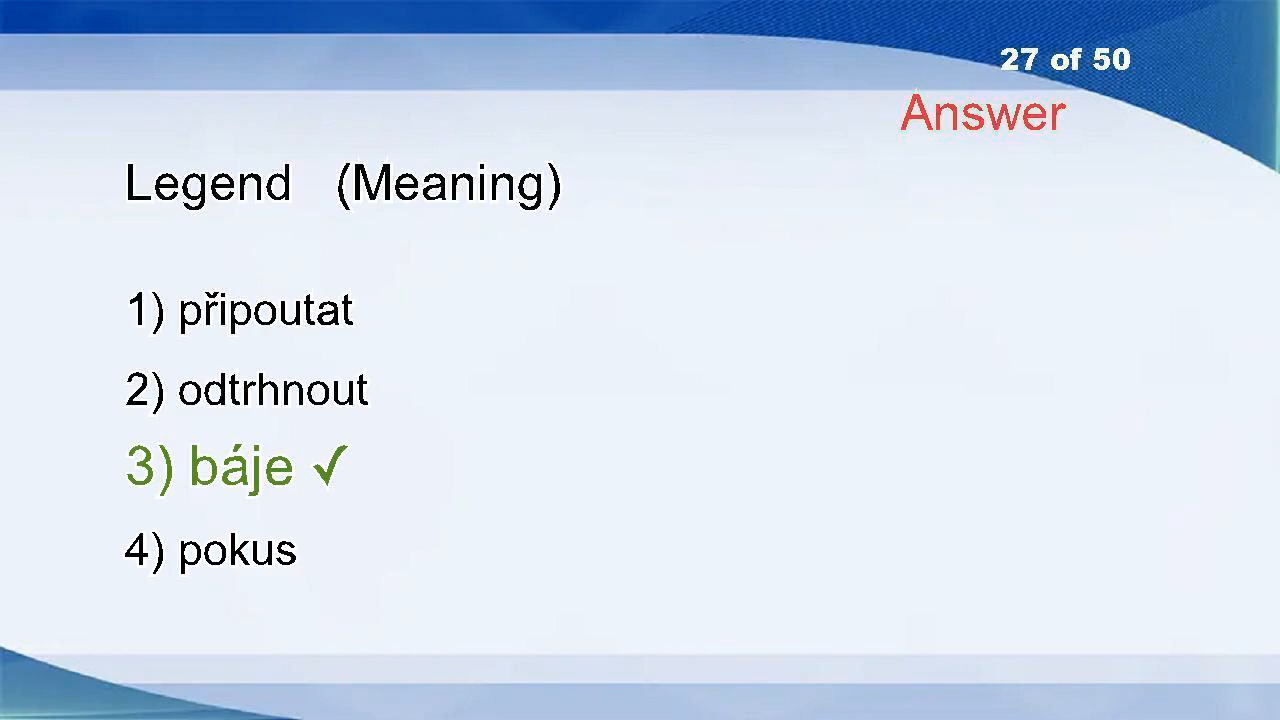 27 of 50
Answer
Legend (Meaning)
1) připoutat
2) odtrhnout
3) báje ✓
4) pokus